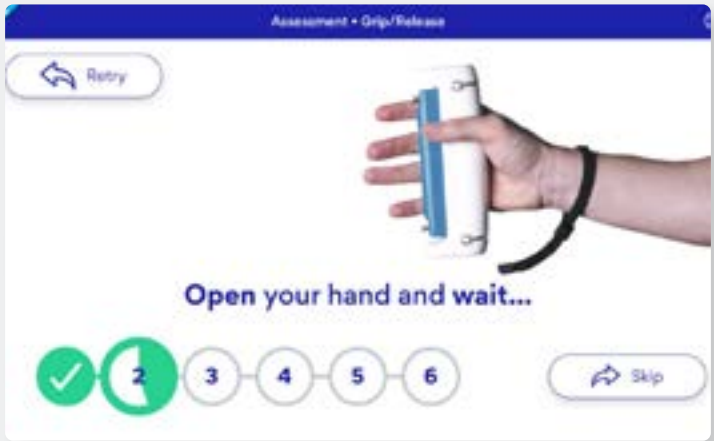 Assessment • Grip/Release
Retry
Open your hand and wait...
2 3 4 5 6
Skip